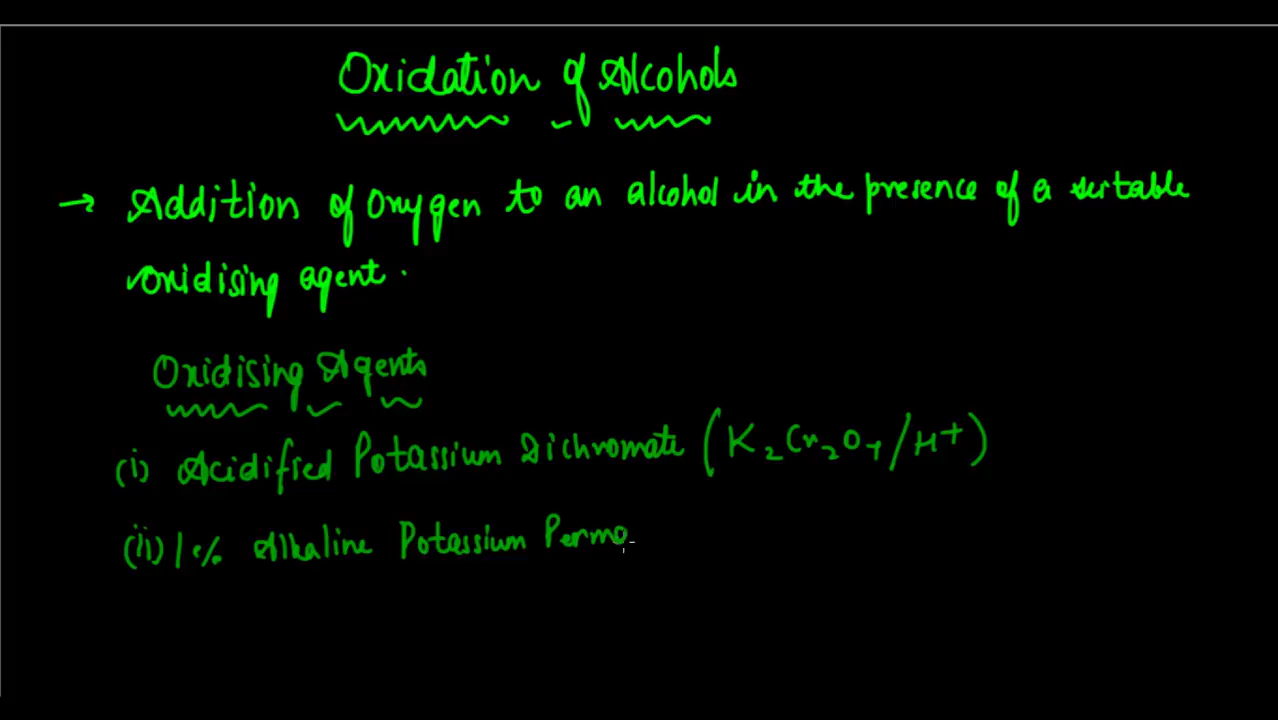 Oxidation of Alcohols
→ Addition of Oxygen to an alcohol in the presence of a suitable
Oxidising agent.
Oxidising Agents
(i) Acidified Potassium Dichromate (K₂Cr₂O₇/H+)
(ii) 1% Alkaline Potassium Perma